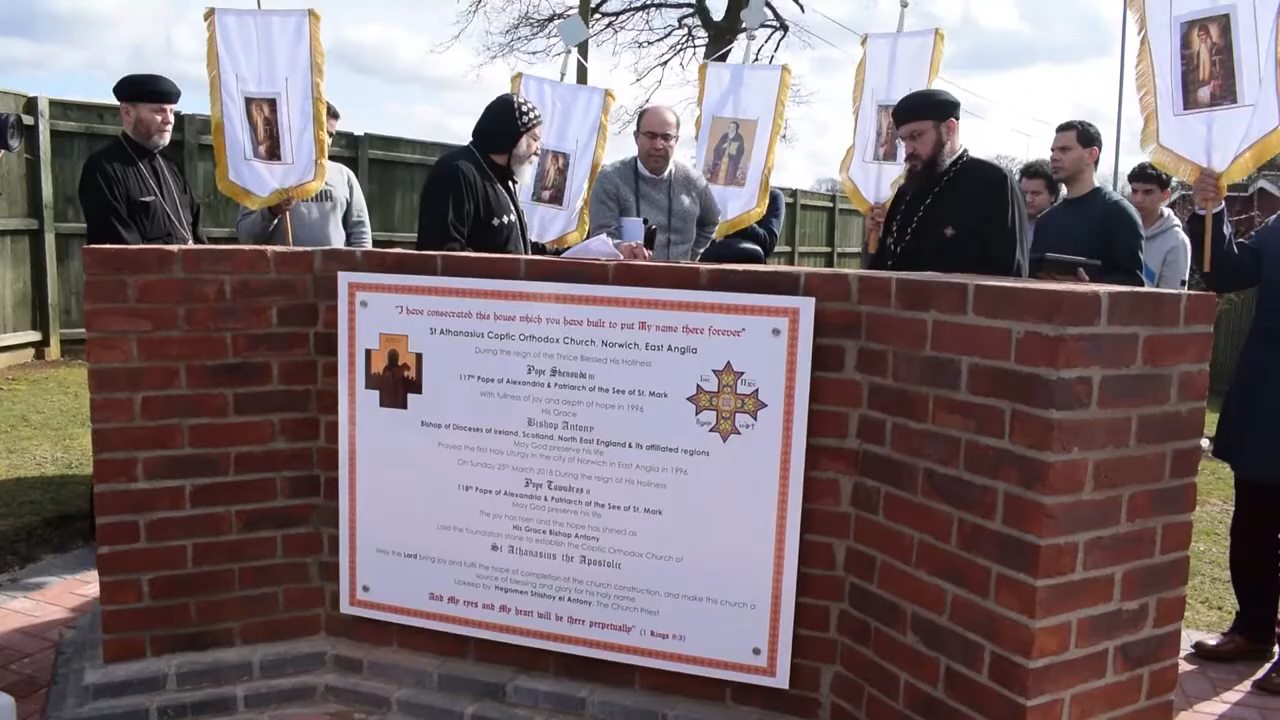 "I have consecrated this house which you have built to put My name there forever"
St Athanasius Coptic Orthodox Church, Norwich, East Anglia
During the reign of the Thrice Blessed His Holiness
Pope Shenouda III
117th Pope of Alexandria & Patriarch of the See of St. Mark
With fullness of joy and depth of hope in 1996
His Grace
Bishop Antony
Bishop of Dioceses of Ireland, Scotland, North East England & its affiliated regions
May God preserve his life
Prayed the first Holy Liturgy in the city of Norwich in East Anglia in 1996
On Sunday 25th March 2018 During the reign of His Holiness
Pope Tawadros II
118th Pope of Alexandria & Patriarch of the See of St. Mark
May God preserve his life
The joy has risen and the hope has shined as
His Grace Bishop Antony
Laid the foundation stone to establish the Coptic Orthodox Church of
St Athanasius the Apostolic
May the Lord bring joy and fulfil the hope of completion of the church construction, and make this church a
source of blessing and glory for his holy name
Upkeep by: Hegomen Shishoy el Antony, The Church Priest
And My eyes and My heart will be there perpetually" (1 Kings 9:3)